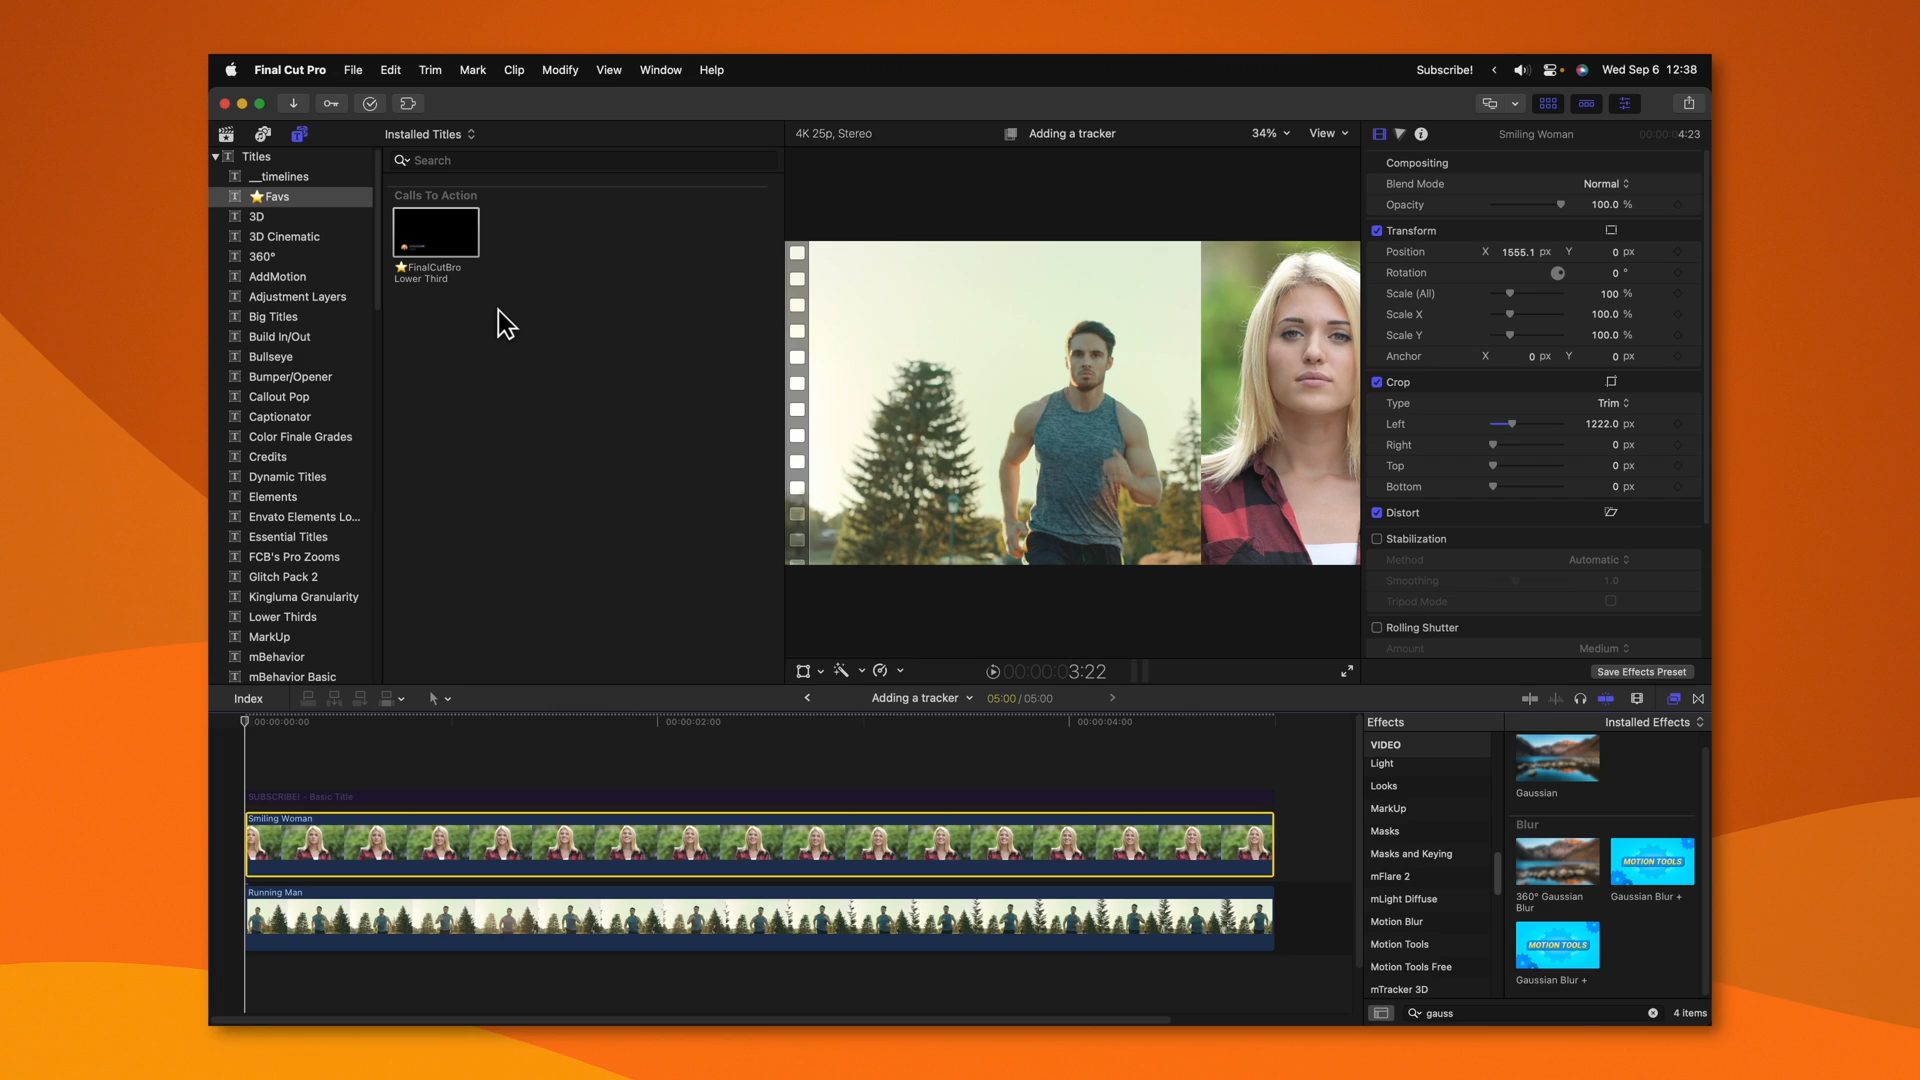 Final Cut Pro File Edit Trim Mark Clip Modify View Window Help
Subscribe! Wed Sep 6 12:38
Installed Titles
4K 25p, Stereo
Adding a tracker
34%
View
Smiling Woman
00:00:04:23
Titles
__timelines
⭐Favs
3D
3D Cinematic
360°
AddMotion
Adjustment Layers
Big Titles
Build In/Out
Bullseye
Bumper/Opener
Callout Pop
Captionator
Color Finale Grades
Credits
Dynamic Titles
Elements
Envato Elements Lo...
Essential Titles
FCB's Pro Zooms
Glitch Pack 2
Kingluma Granularity
Lower Thirds
MarkUp
mBehavior
mBehavior Basic
Search
Calls To Action
⭐FinalCutBro
Lower Third
Compositing
Blend Mode Normal
Opacity 100.0 %
Transform
Position X 1555.1 px Y 0 px
Rotation 0 °
Scale (All) 100 %
Scale X 100.0 %
Scale Y 100.0 %
Anchor X 0 px Y 0 px
Crop
Type Trim
Left 1222.0 px
Right 0 px
Top 0 px
Bottom 0 px
Distort
Stabilization
Method Automatic
Smoothing 1.0
Tripod Mode
Rolling Shutter
Amount Medium
Save Effects Preset
00:00:03:22
Index
Adding a tracker
05:00 / 05:00
00:00:00:00
00:00:02:00
00:00:04:00
SUBSCRIBE! - Basic Title
Smiling Woman
Running Man
Effects
Installed Effects
VIDEO
Light
Looks
MarkUp
Masks
Masks and Keying
mFlare 2
mLight Diffuse
Motion Blur
Motion Tools
Motion Tools Free
mTracker 3D
Gaussian
Blur
MOTION TOOLS
360° Gaussian
Blur
Gaussian Blur +
MOTION TOOLS
Gaussian Blur +
gauss
4 items